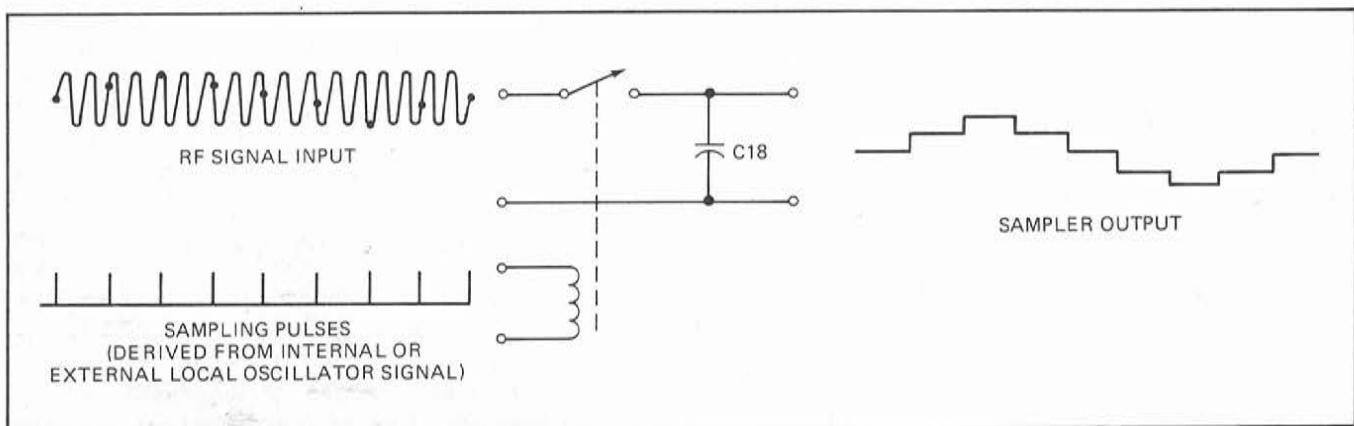 RF SIGNAL INPUT
C18
SAMPLER OUTPUT
SAMPLING PULSES
(DERIVED FROM INTERNAL OR
EXTERNAL LOCAL OSCILLATOR SIGNAL)